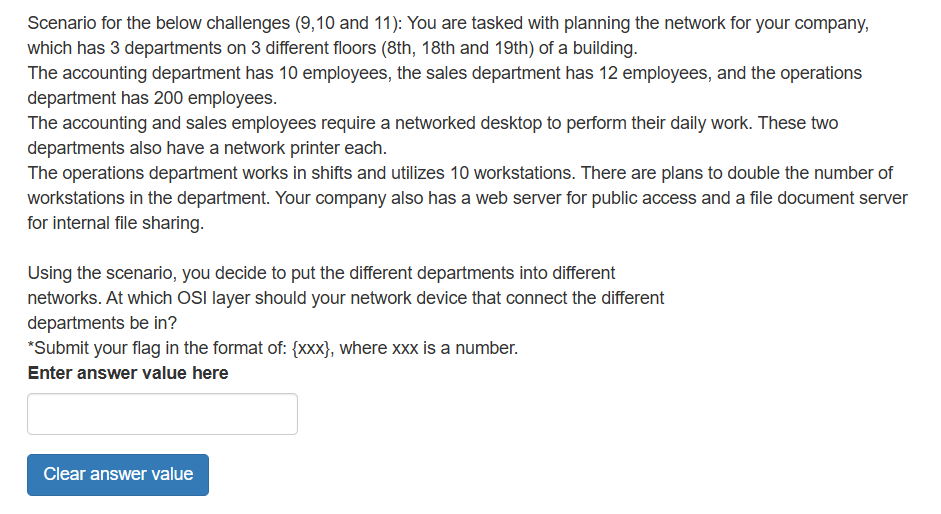 Scenario for the below challenges (9,10 and 11): You are tasked with planning the network for your company,
which has 3 departments on 3 different floors (8th, 18th and 19th) of a building.
The accounting department has 10 employees, the sales department has 12 employees, and the operations
department has 200 employees.
The accounting and sales employees require a networked desktop to perform their daily work. These two
departments also have a network printer each.
The operations department works in shifts and utilizes 10 workstations. There are plans to double the number of
workstations in the department. Your company also has a web server for public access and a file document server
for internal file sharing.
Using the scenario, you decide to put the different departments into different
networks. At which OSI layer should your network device that connect the different
departments be in?
*Submit your flag in the format of: {xxx}, where xxx is a number.
Enter answer value here
Clear answer value